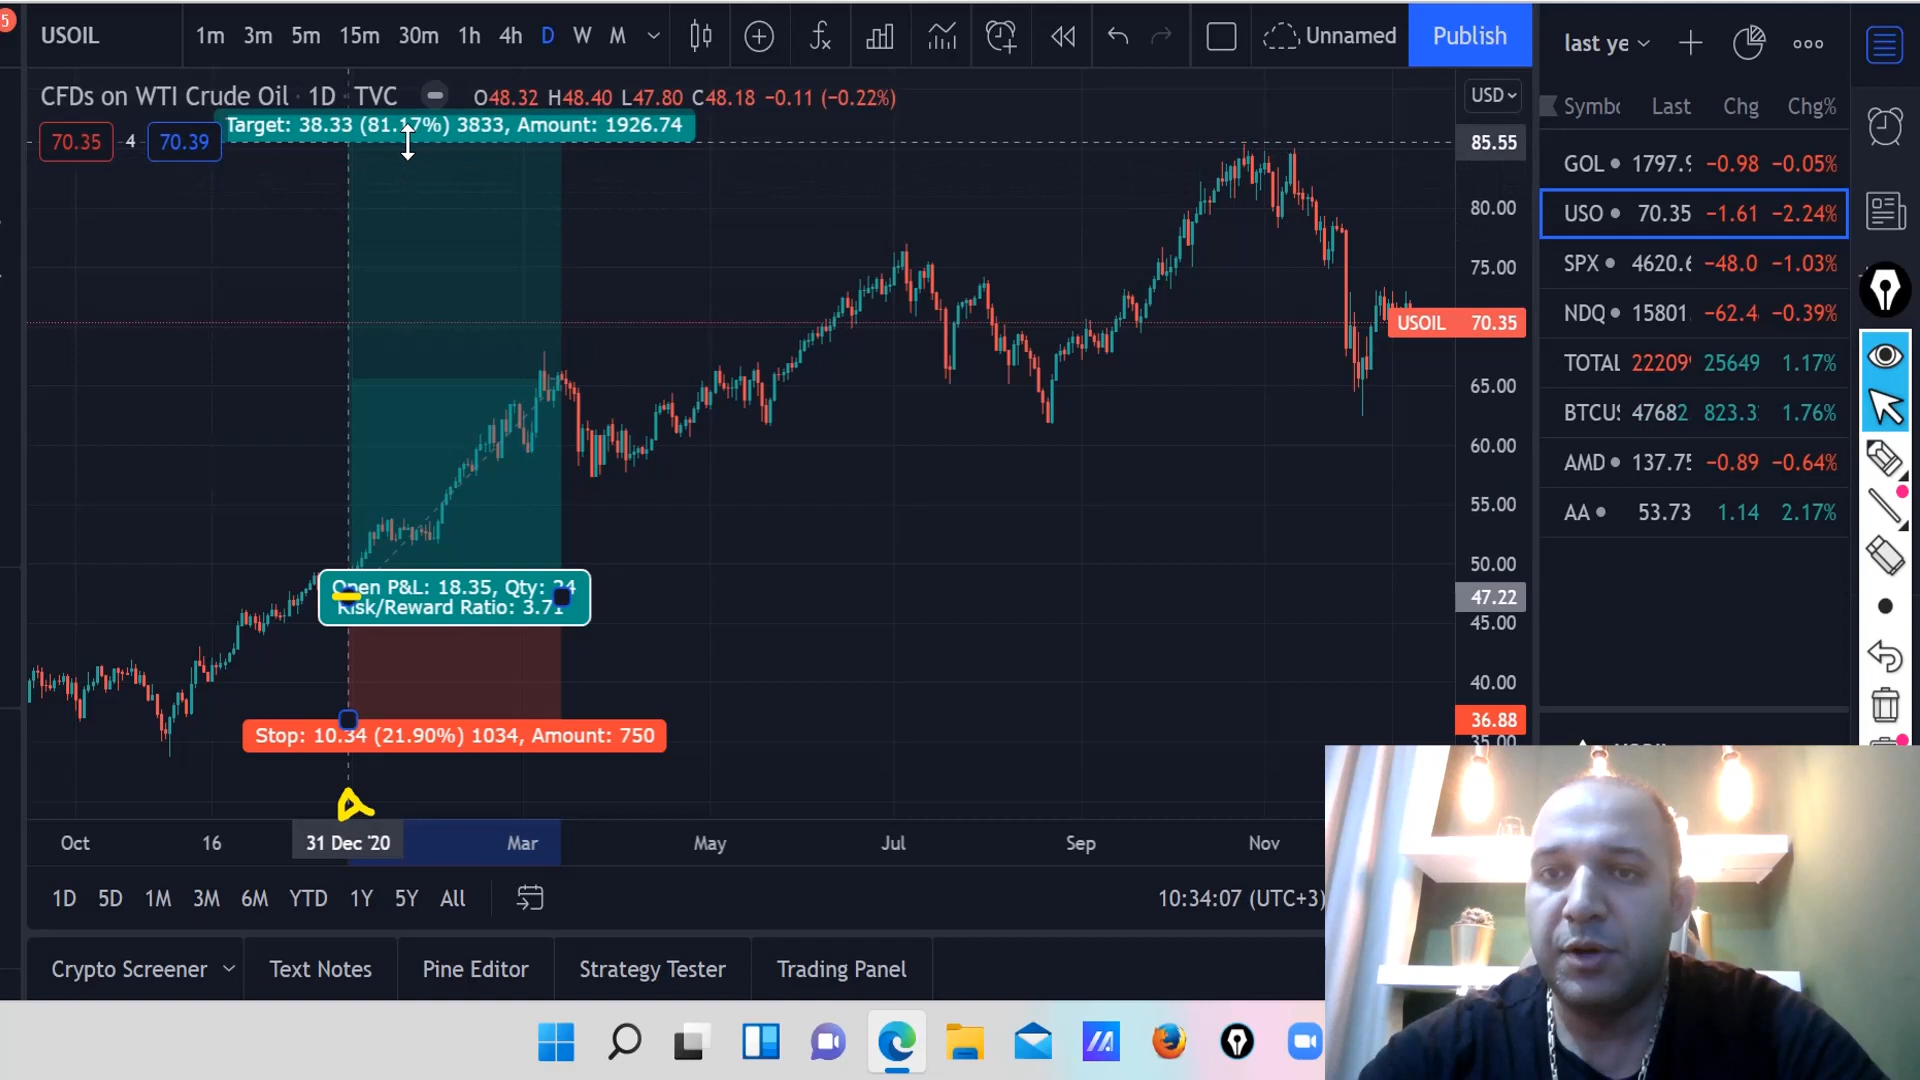 5
USOIL
1m 3m 5m 15m 30m 1h 4h D W M
Unnamed
Publish
last ye
CFDs on WTI Crude Oil · 1D · TVC
O48.32 H48.40 L47.80 C48.18 −0.11 (−0.22%)
USD
Target: 38.33 (81.17%) 3833, Amount: 1926.74
70.35 4 70.39
85.55
80.00
75.00
USOIL 70.35
65.00
60.00
55.00
50.00
47.22
45.00
40.00
36.88
35.00
Open P&L: 18.35, Qty: 24
Risk/Reward Ratio: 3.71
Stop: 10.34 (21.90%) 1034, Amount: 750
Oct 16 31 Dec '20 Mar May Jul Sep Nov
1D 5D 1M 3M 6M YTD 1Y 5Y All
10:34:07 (UTC+3)
Crypto Screener Text Notes Pine Editor Strategy Tester Trading Panel
Symbo Last Chg Chg%
GOL 1797.9 −0.98 −0.05%
USO 70.35 −1.61 −2.24%
SPX 4620.6 −48.0 −1.03%
NDQ 15801 −62.4 −0.39%
TOTAL 22209 25649 1.17%
BTCUS 47682 823.3 1.76%
AMD 137.75 −0.89 −0.64%
AA 53.73 1.14 2.17%